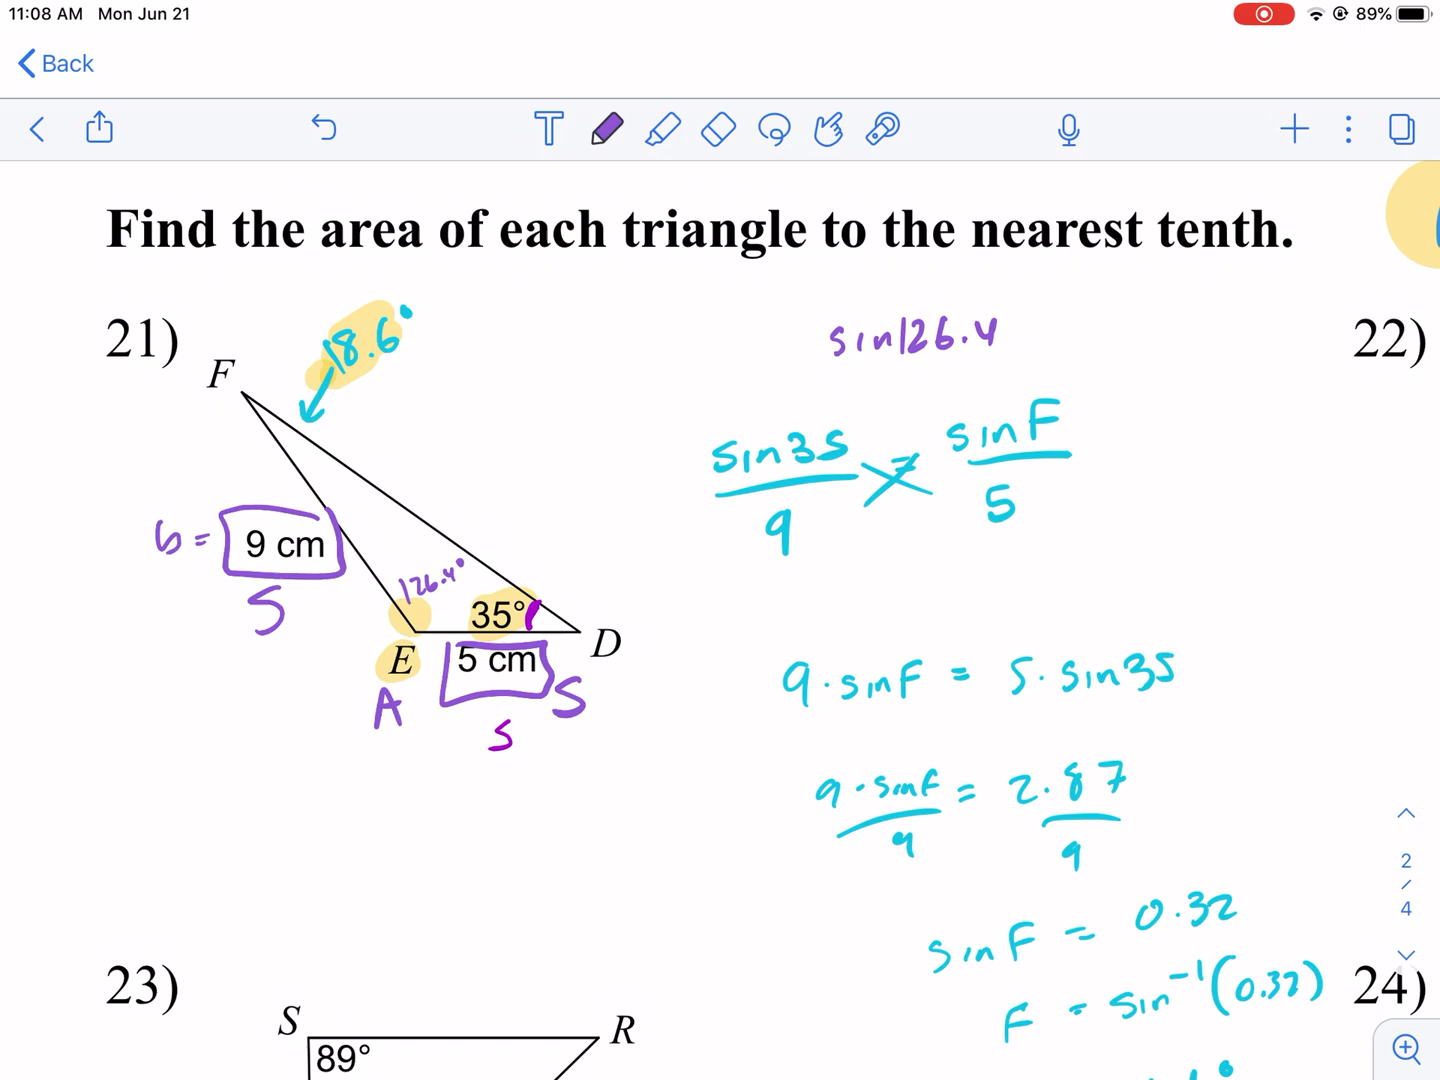 11:08 AM Mon Jun 21
89%
Back
T
Find the area of each triangle to the nearest tenth.
21)
18.6°
sin126.4
22)
F
sin35
9
=
sinF
5
b =
9 cm
S
126.4°
35°
E
5 cm
D
A
S
S
9·sinF = 5·sin35
9·sinF = 2.87
9
9
sinF = 0.32
F = sin⁻¹(0.32)
2
/
4
23)
24)
S
R
89°